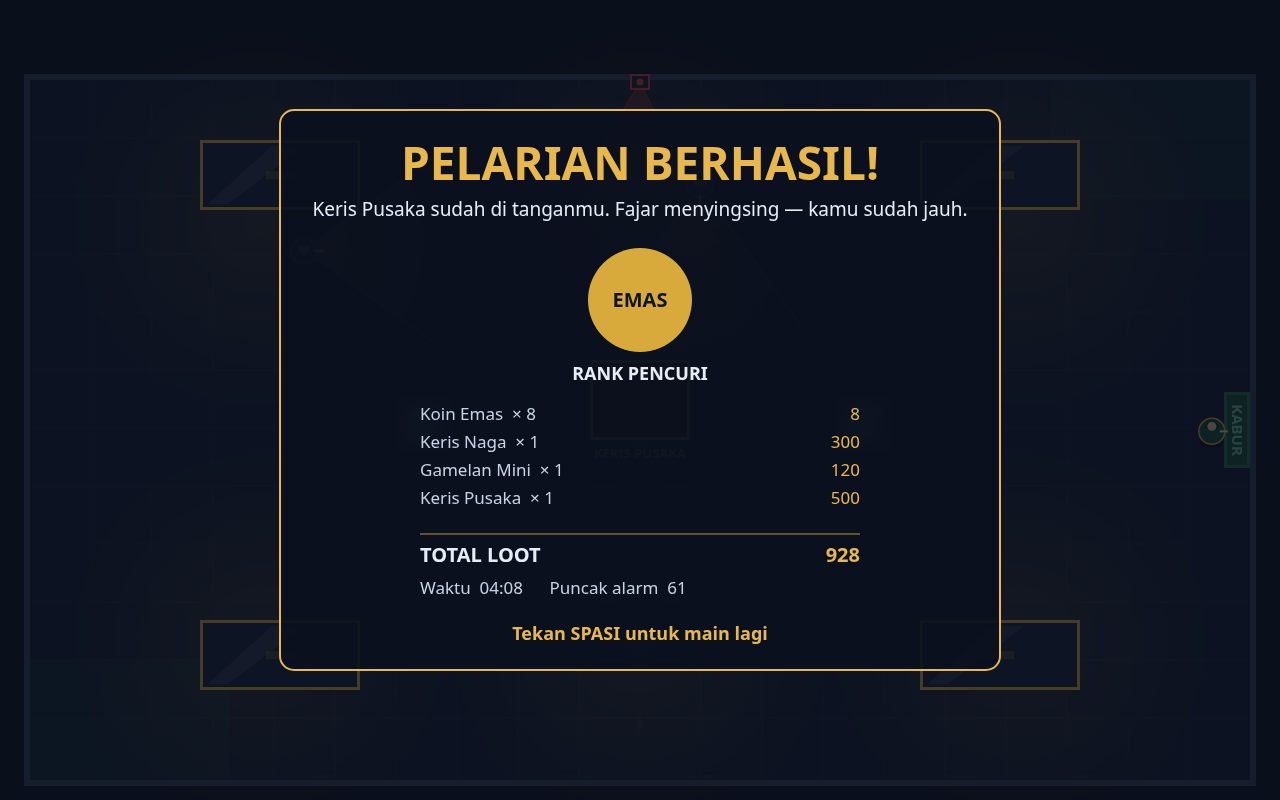 PELARIAN BERHASIL!
Keris Pusaka sudah di tanganmu. Fajar menyingsing — kamu sudah jauh.
EMAS
RANK PENCURI
Koin Emas × 8 8
Keris Naga × 1 300
Gamelan Mini × 1 120
KERIS PUSAKA
Keris Pusaka × 1 500
TOTAL LOOT 928
Waktu 04:08 Puncak alarm 61
Tekan SPASI untuk main lagi
KABUR